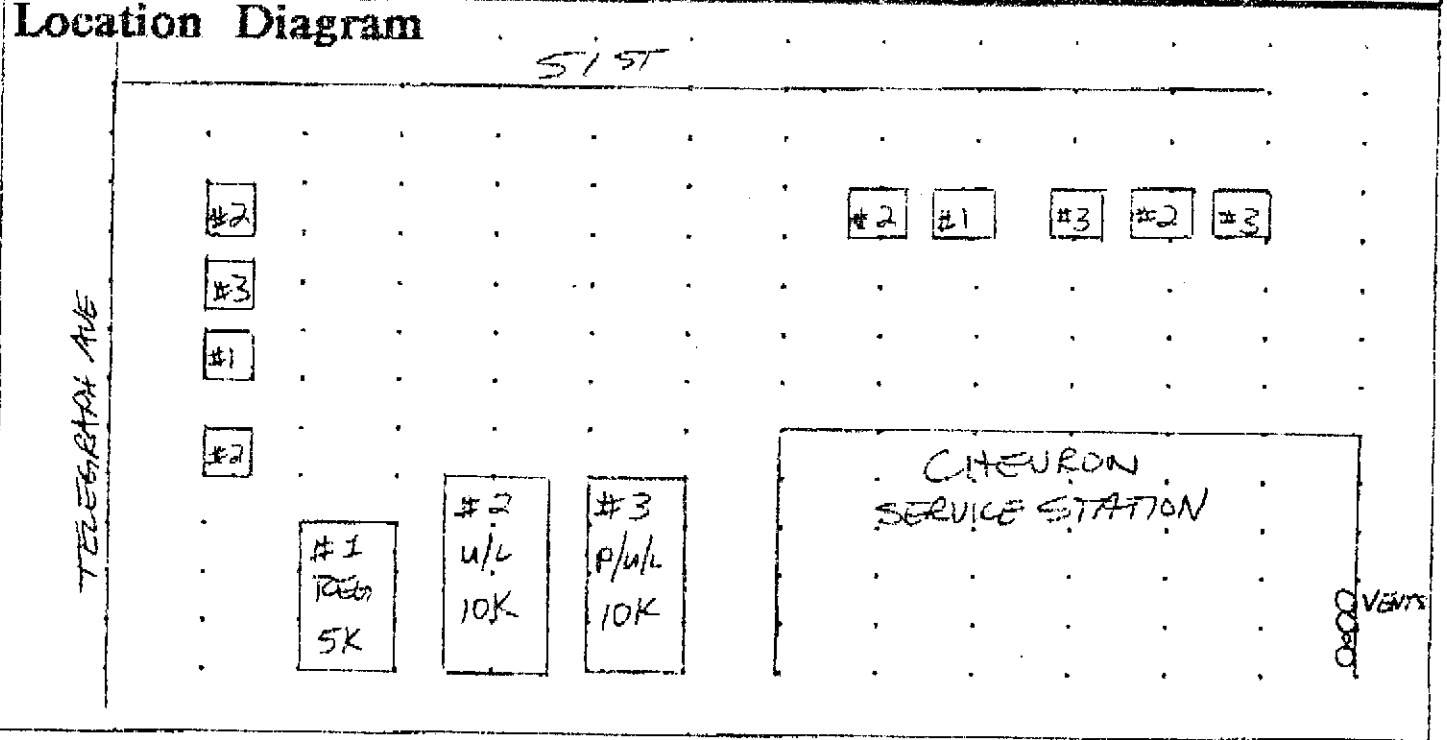 Location Diagram
51 ST
#2
#3
#1
#2
#2 #1 #3 #2 #3
TELEGRAPH AVE
#1
REG
5K
#2
U/L
10K
#3
P/U/L
10K
CHEVRON
SERVICE STATION
VENTS